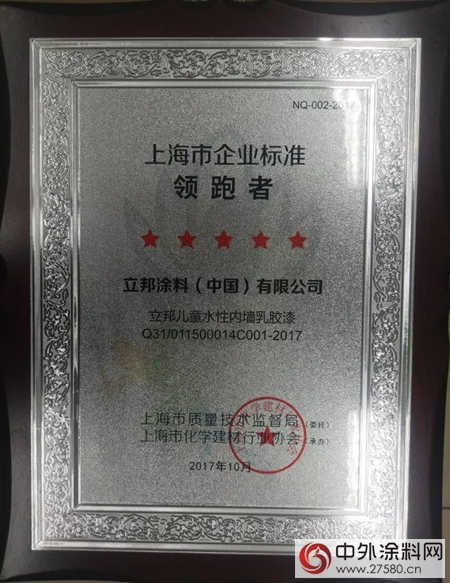 NQ-002-2017
上海市企业标准
领跑者
立邦涂料（中国）有限公司
立邦儿童水性内墙乳胶漆
Q31/011500014C001-2017
上海市质量技术监督局（委托）
上海市化学建材行业协会（承办）
2017年10月
中外涂料网
www.27580.cn